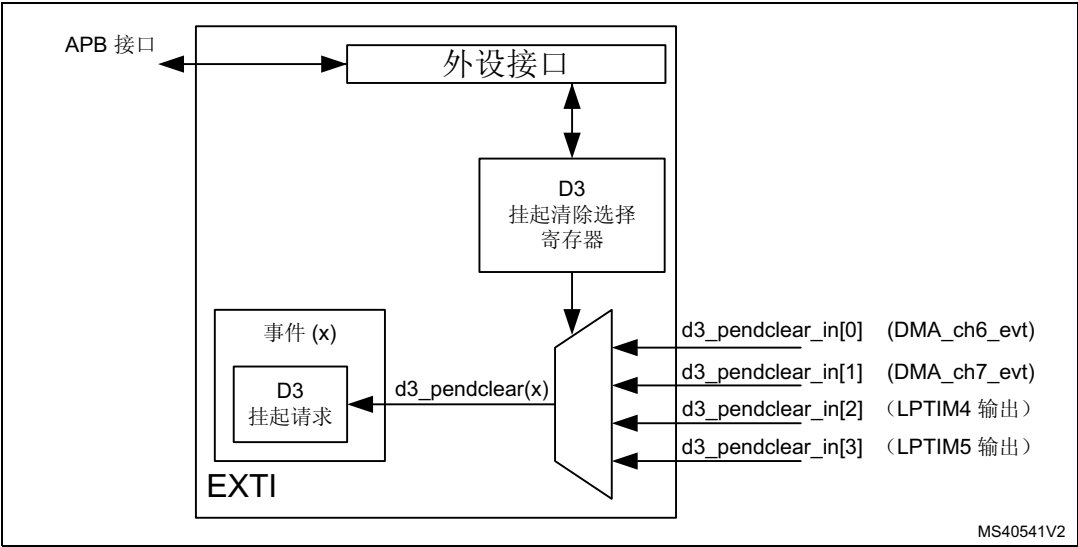 APB 接口
外设接口
D3
挂起清除选择
寄存器
事件 (x)
D3
挂起请求
d3_pendclear(x)
d3_pendclear_in[0] (DMA_ch6_evt)
d3_pendclear_in[1] (DMA_ch7_evt)
d3_pendclear_in[2] （LPTIM4 输出）
d3_pendclear_in[3] （LPTIM5 输出）
EXTI
MS40541V2